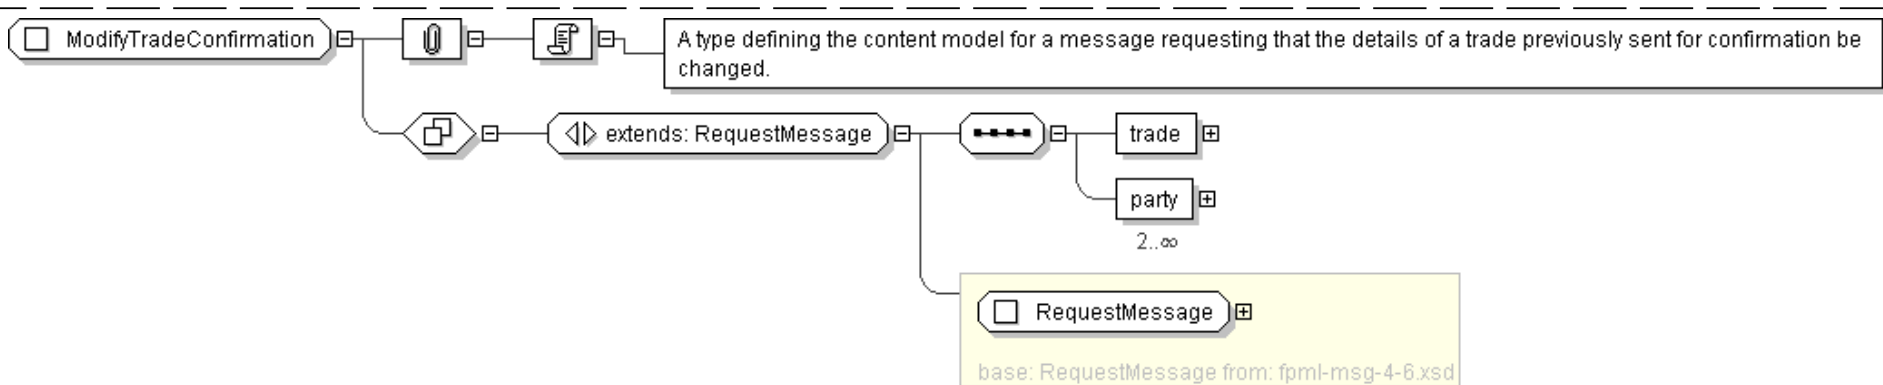 ModifyTradeConfirmation
A type defining the content model for a message requesting that the details of a trade previously sent for confirmation be
changed.
extends: RequestMessage
trade
party
2..∞
RequestMessage
base: RequestMessage from: fpml-msg-4-6.xsd